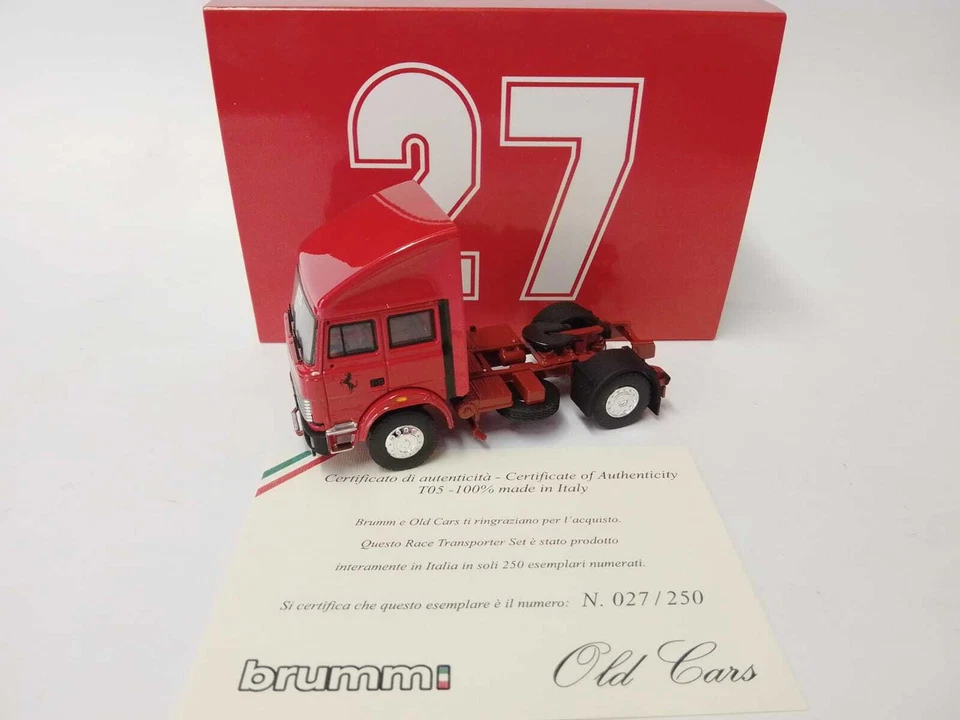 27
Certificato di autenticità - Certificate of Authenticity
T05 -100% made in Italy
Brumm e Old Cars ti ringraziano per l'acquisto.
Questo Race Transporter Set è stato prodotto
interamente in Italia in soli 250 esemplari numerati.
Si certifica che questo esemplare è il numero: N. 027/250
brumm
Old Cars